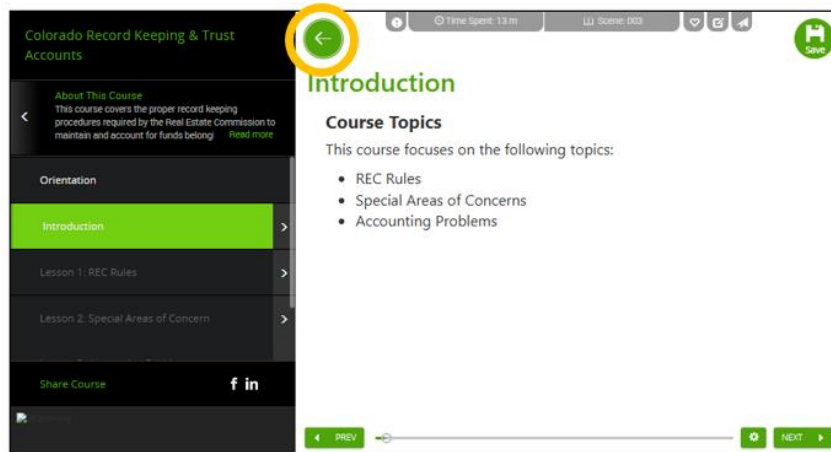 Colorado Record Keeping & Trust
Accounts
About This Course
This course covers the proper record keeping
procedures required by the Real Estate Commission to
maintain and account for funds belongi Read more
Orientation
Introduction
Lesson 1: REC Rules
Lesson 2: Special Areas of Concern
Share Course
f in
Time Spent: 13 m
Scene: 003
Save
Introduction
Course Topics
This course focuses on the following topics:
• REC Rules
• Special Areas of Concerns
• Accounting Problems
PREV
NEXT